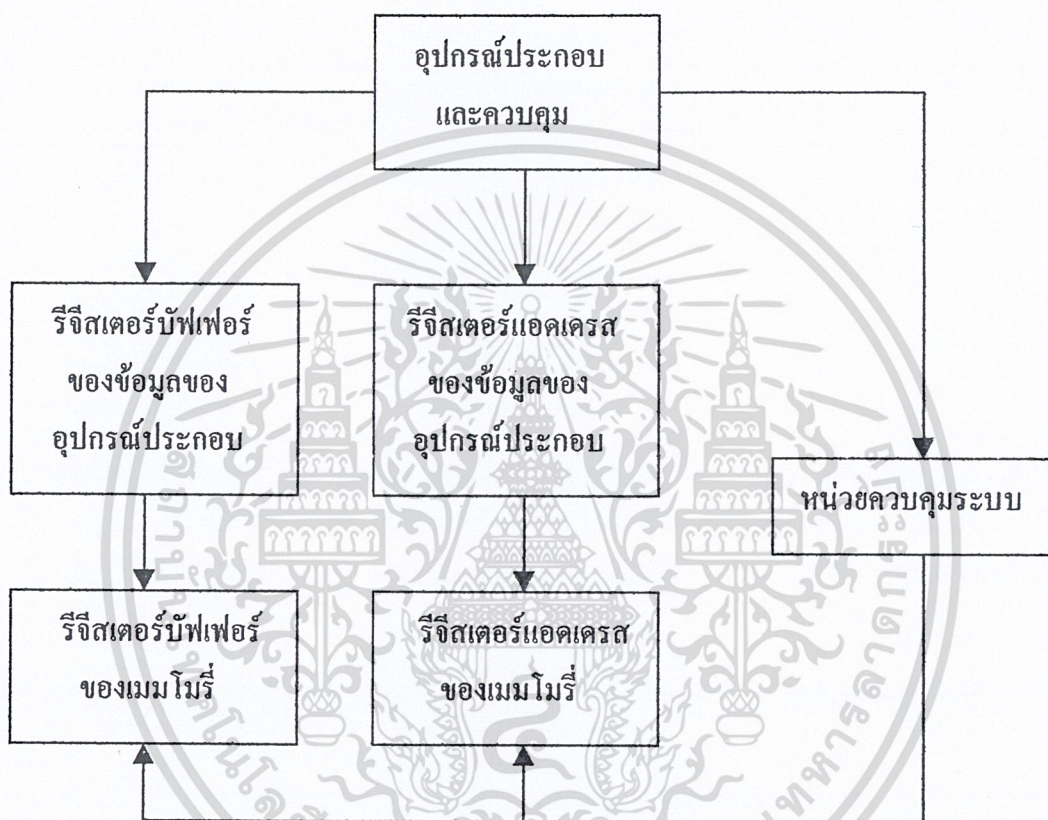 อุปกรณ์ประกอบ
และควบคุม
รีจีสเตอร์บัฟเฟอร์
ของข้อมูลของ
อุปกรณ์ประกอบ
รีจีสเตอร์แอดเดรส
ของข้อมูลของ
อุปกรณ์ประกอบ
หน่วยควบคุมระบบ
รีจีสเตอร์บัฟเฟอร์
ของเมมโมรี่
รีจีสเตอร์แอดเดรส
ของเมมโมรี่